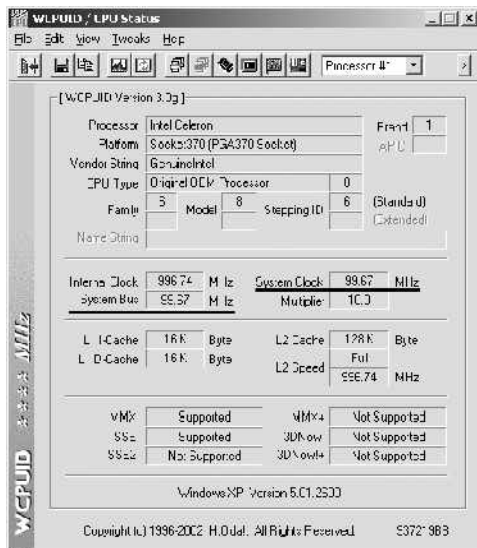 WCPUID / CPU Status
File Edit View Tweaks Help
Processor #1
[ WCPUID Version 3.0g ]
Processor Intel Celeron Brand 1
Platform Socket370 (PGA370 Socket) APIC
Vendor String GenuineIntel
CPU Type Original OEM Processor 0
Family 6 Model 8 Stepping ID 6 (Standard)
(Extended)
Name String
Internal Clock 996.74 MHz System Clock 99.67 MHz
System Bus 99.67 MHz Multiplier 10.0
L1 I-Cache 16K Byte L2 Cache 128K Byte
L1 D-Cache 16K Byte L2 Speed Full
996.74 MHz
MMX Supported MMX+ Not Supported
SSE Supported 3DNow! Not Supported
SSE2 Not Supported 3DNow!+ Not Supported
Windows XP Version 5.01.2600
WCPUID **** MHz
Copyright (c) 1996-2002 H.Oda!. All Rights Reserved.